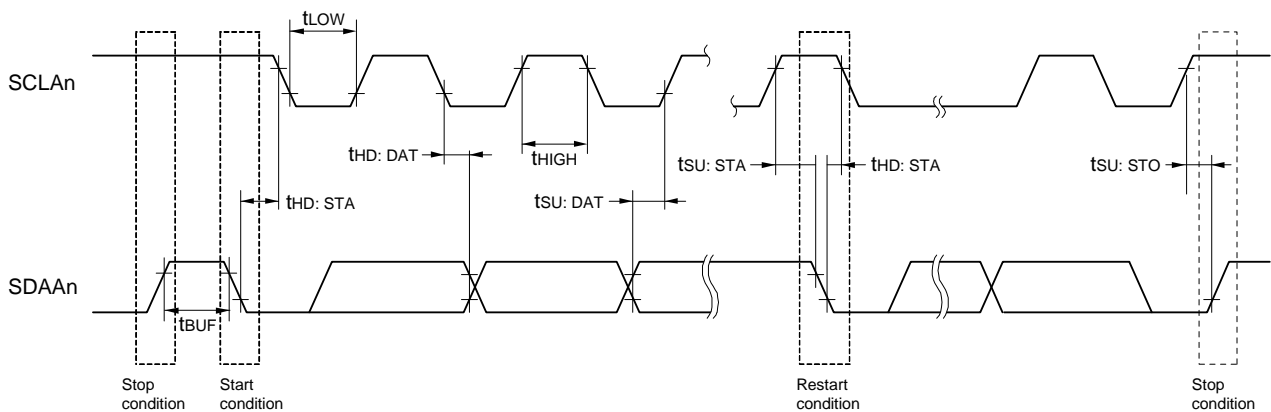 tLOW
SCLAn
tHD: DAT
tHIGH
tSU: STA
tHD: STA
tSU: STO
tHD: STA
tSU: DAT
SDAAn
tBUF
Stop
condition
Start
condition
Restart
condition
Stop
condition